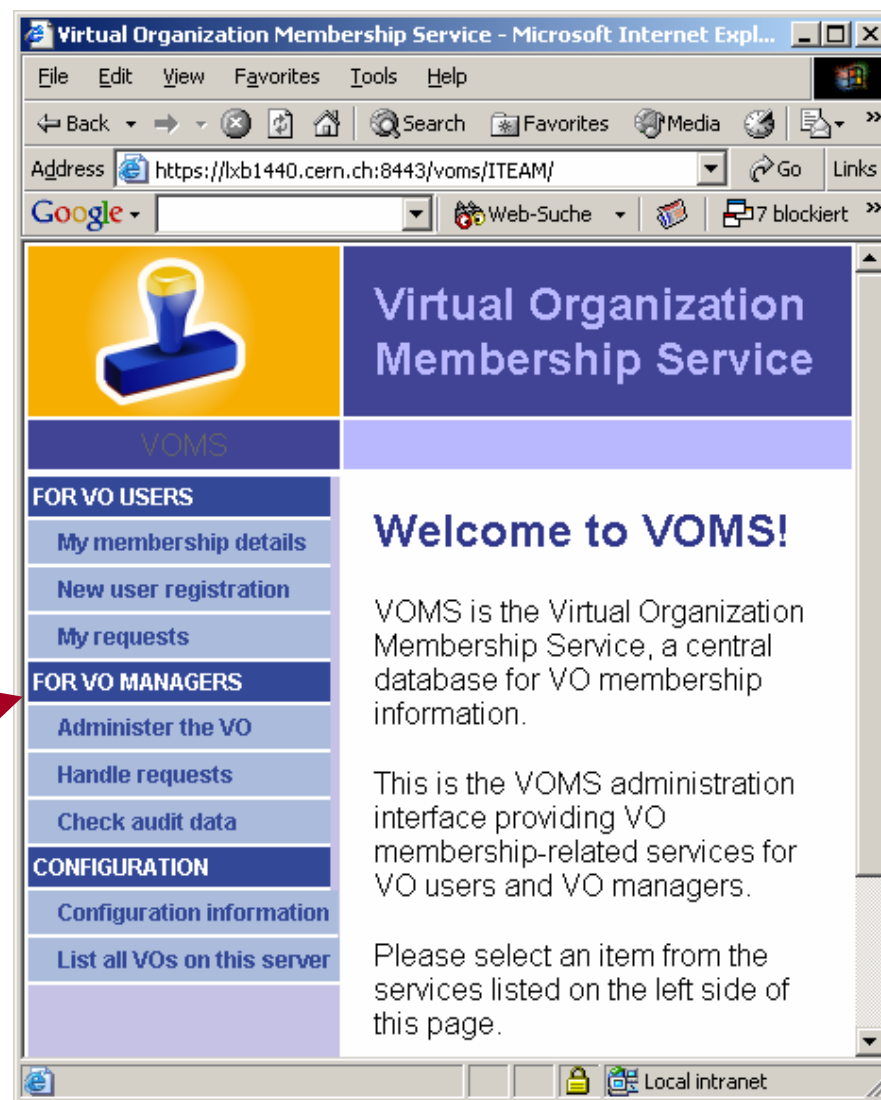 Virtual Organization Membership Service - Microsoft Internet Expl...
File Edit View Favorites Tools Help
Back Search Favorites Media »
Address https://lxb1440.cern.ch:8443/voms/ITEAM/ Go Links
Google Web-Suche 7 blockiert »
Virtual Organization
Membership Service
VOMS
FOR VO USERS
My membership details
New user registration
My requests
FOR VO MANAGERS
Administer the VO
Handle requests
Check audit data
CONFIGURATION
Configuration information
List all VOs on this server
Welcome to VOMS!
VOMS is the Virtual Organization
Membership Service, a central
database for VO membership
information.
This is the VOMS administration
interface providing VO
membership-related services for
VO users and VO managers.
Please select an item from the
services listed on the left side of
this page.
Local intranet